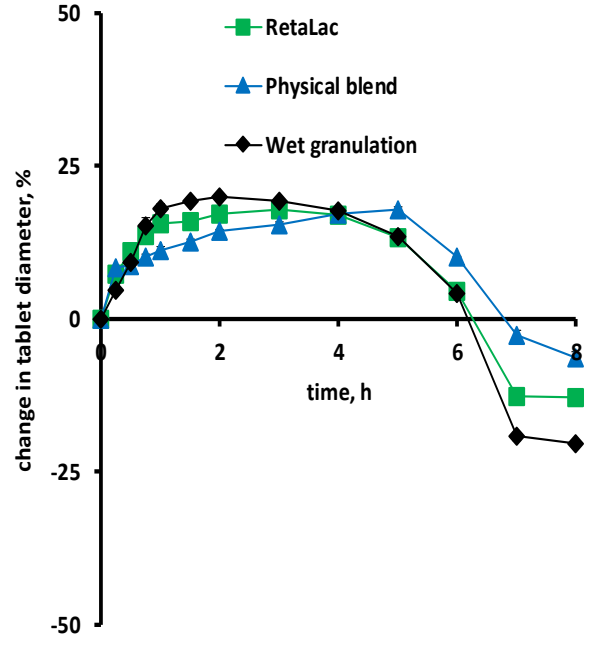 50
RetaLac
Physical blend
Wet granulation
25
change in tablet diameter, %
0
0
2
4
6
8
time, h
-25
-50